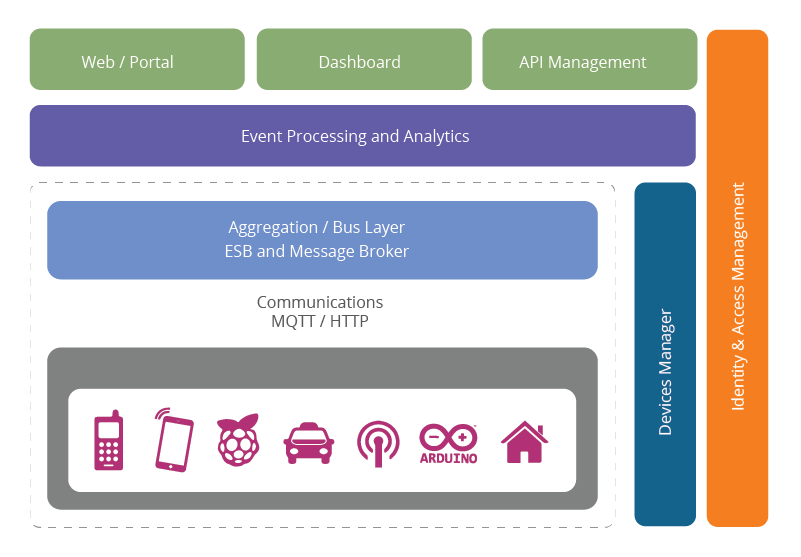 Web / Portal
Dashboard
API Management
Event Processing and Analytics
Aggregation / Bus Layer
ESB and Message Broker
Communications
MQTT / HTTP
ARDUINO
Devices Manager
Identity & Access Management